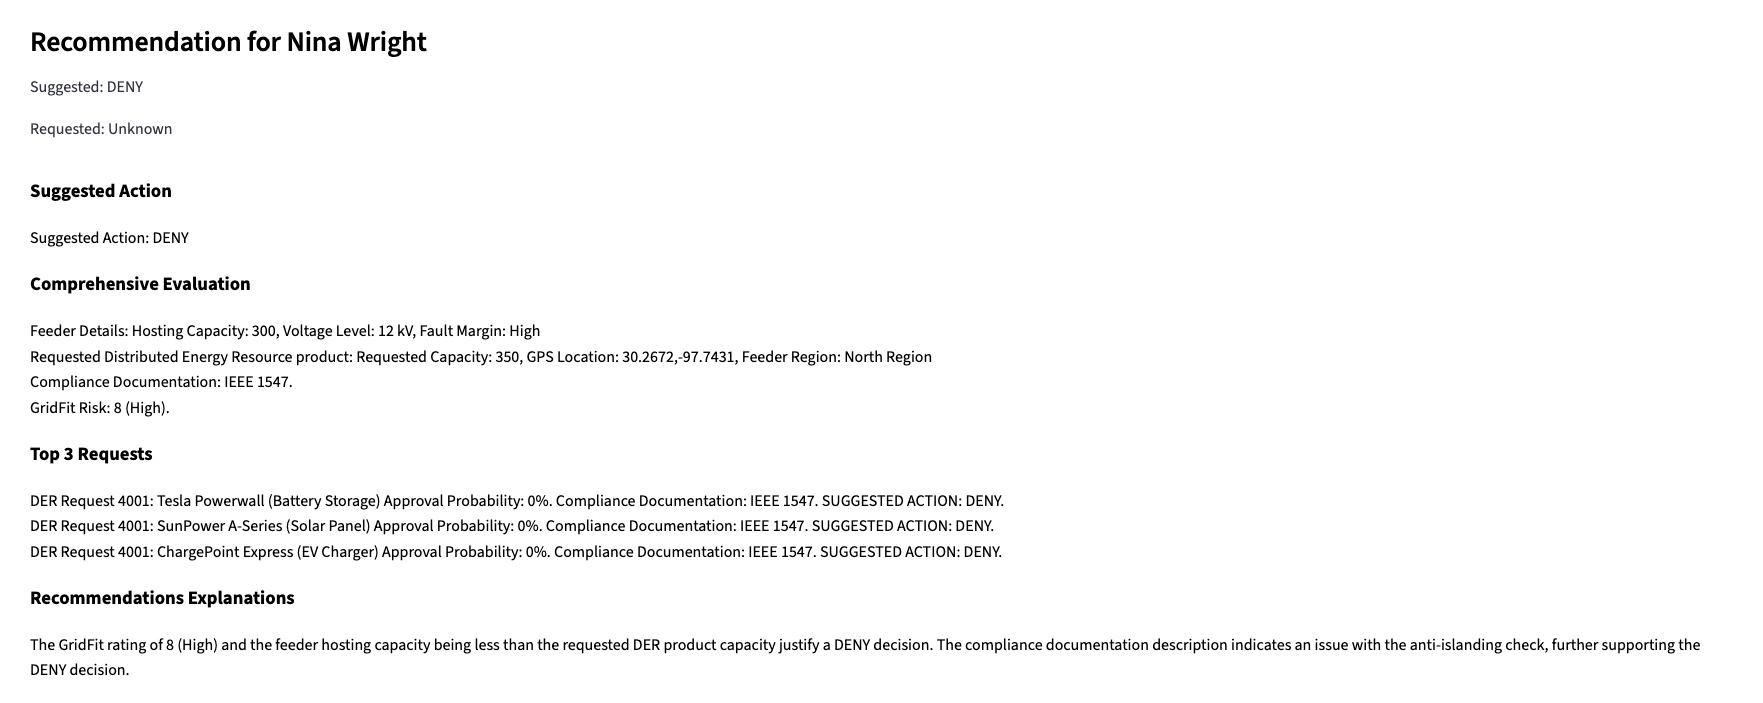 Recommendation for Nina Wright
Suggested: DENY
Requested: Unknown
Suggested Action
Suggested Action: DENY
Comprehensive Evaluation
Feeder Details: Hosting Capacity: 300, Voltage Level: 12 kV, Fault Margin: High
Requested Distributed Energy Resource product: Requested Capacity: 350, GPS Location: 30.2672,-97.7431, Feeder Region: North Region
Compliance Documentation: IEEE 1547.
GridFit Risk: 8 (High).
Top 3 Requests
DER Request 4001: Tesla Powerwall (Battery Storage) Approval Probability: 0%. Compliance Documentation: IEEE 1547. SUGGESTED ACTION: DENY.
DER Request 4001: SunPower A-Series (Solar Panel) Approval Probability: 0%. Compliance Documentation: IEEE 1547. SUGGESTED ACTION: DENY.
DER Request 4001: ChargePoint Express (EV Charger) Approval Probability: 0%. Compliance Documentation: IEEE 1547. SUGGESTED ACTION: DENY.
Recommendations Explanations
The GridFit rating of 8 (High) and the feeder hosting capacity being less than the requested DER product capacity justify a DENY decision. The compliance documentation description indicates an issue with the anti-islanding check, further supporting the
DENY decision.